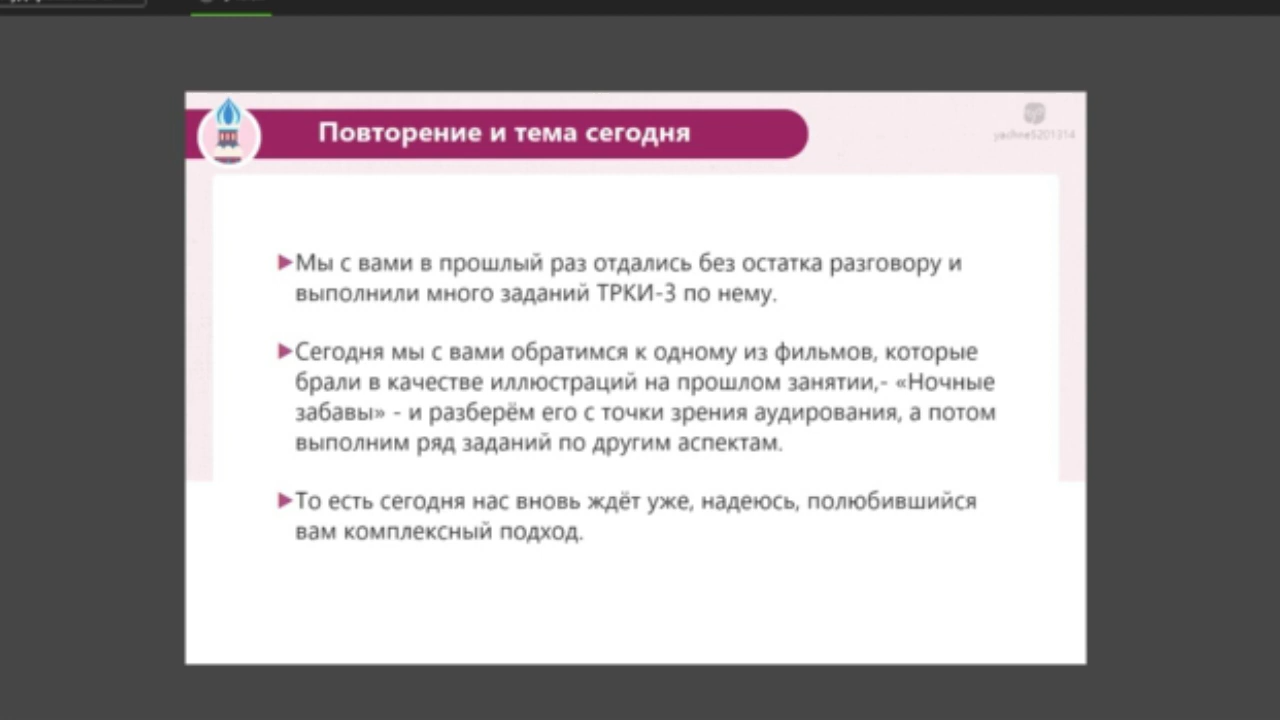 Повторение и тема сегодня
yachne5201314
▶Мы с вами в прошлый раз отдались без остатка разговору и
выполнили много заданий ТРКИ-3 по нему.
▶Сегодня мы с вами обратимся к одному из фильмов, которые
брали в качестве иллюстраций на прошлом занятии,- «Ночные
забавы» - и разберём его с точки зрения аудирования, а потом
выполним ряд заданий по другим аспектам.
▶То есть сегодня нас вновь ждёт уже, надеюсь, полюбившийся
вам комплексный подход.